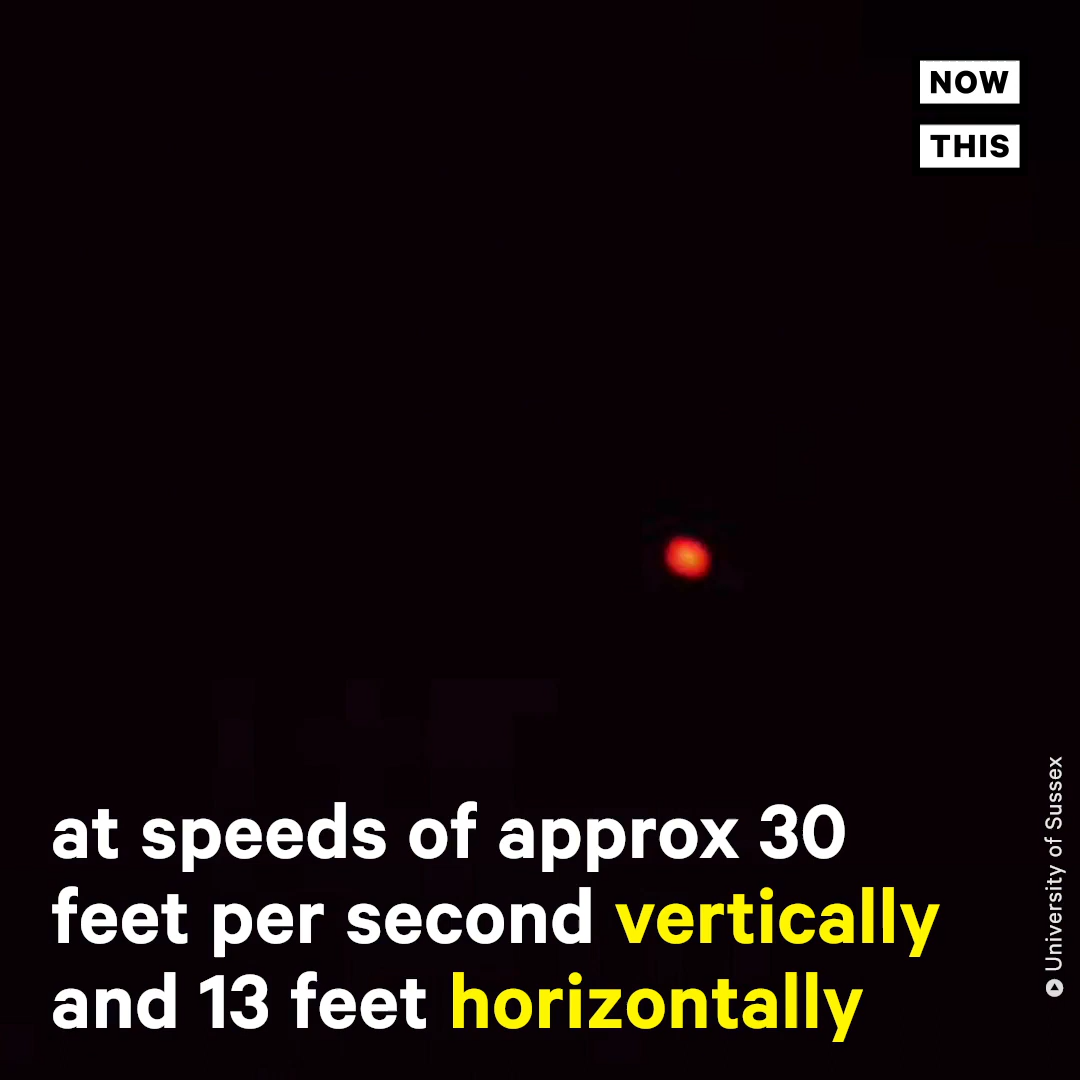 NOW
THIS
at speeds of approx 30
feet per second vertically
and 13 feet horizontally
University of Sussex